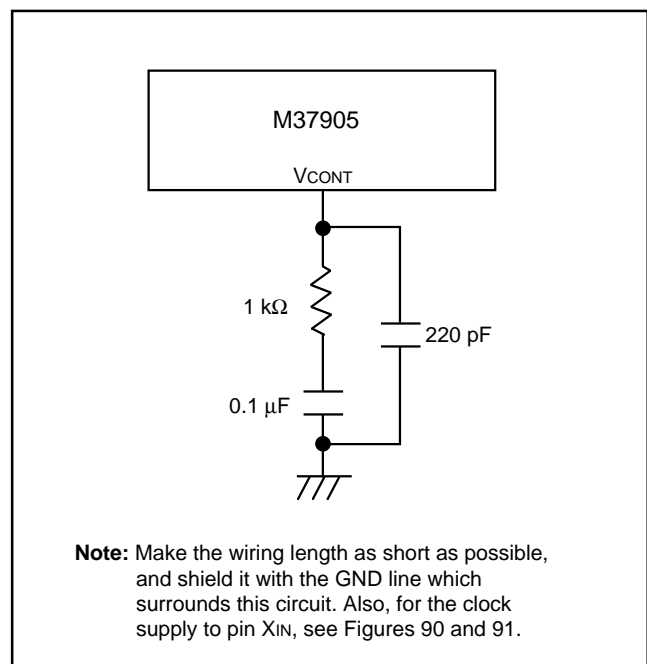 M37905
VCONT
1 kΩ
220 pF
0.1 μF
Note: Make the wiring length as short as possible,
and shield it with the GND line which
surrounds this circuit. Also, for the clock
supply to pin XIN, see Figures 90 and 91.